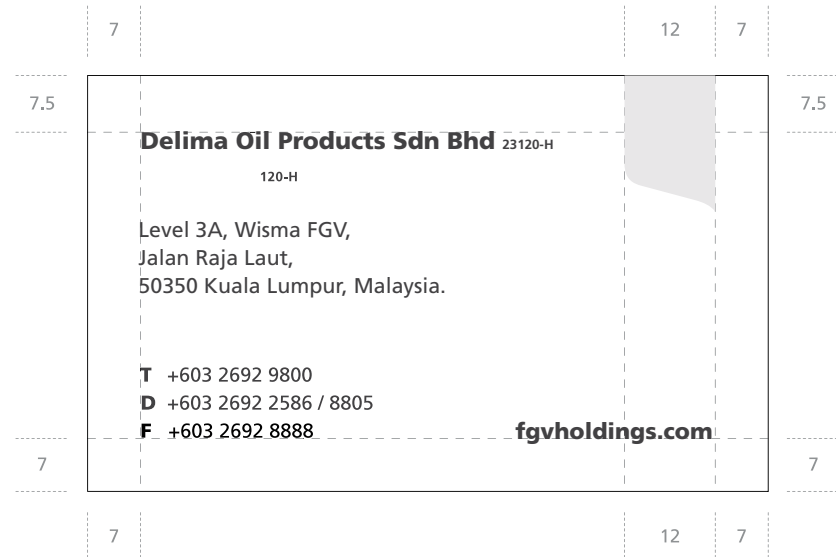 7 12 7
7.5 7.5
Delima Oil Products Sdn Bhd 23120-H
120-H
Level 3A, Wisma FGV,
Jalan Raja Laut,
50350 Kuala Lumpur, Malaysia.
T +603 2692 9800
D +603 2692 2586 / 8805
F +603 2692 8888 fgvholdings.com
7 7
7 12 7